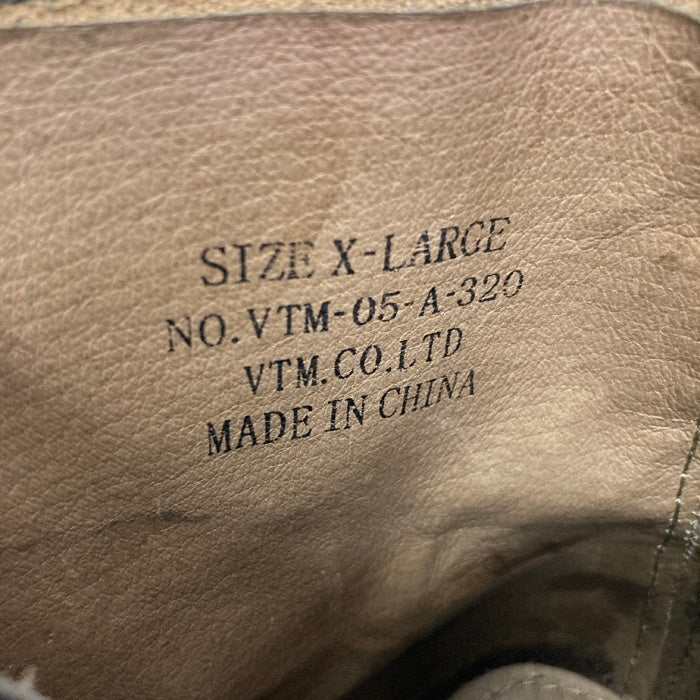 SIZE X-LARGE
NO.VTM-05-A-320
VTM.CO.LTD
MADE IN CHINA